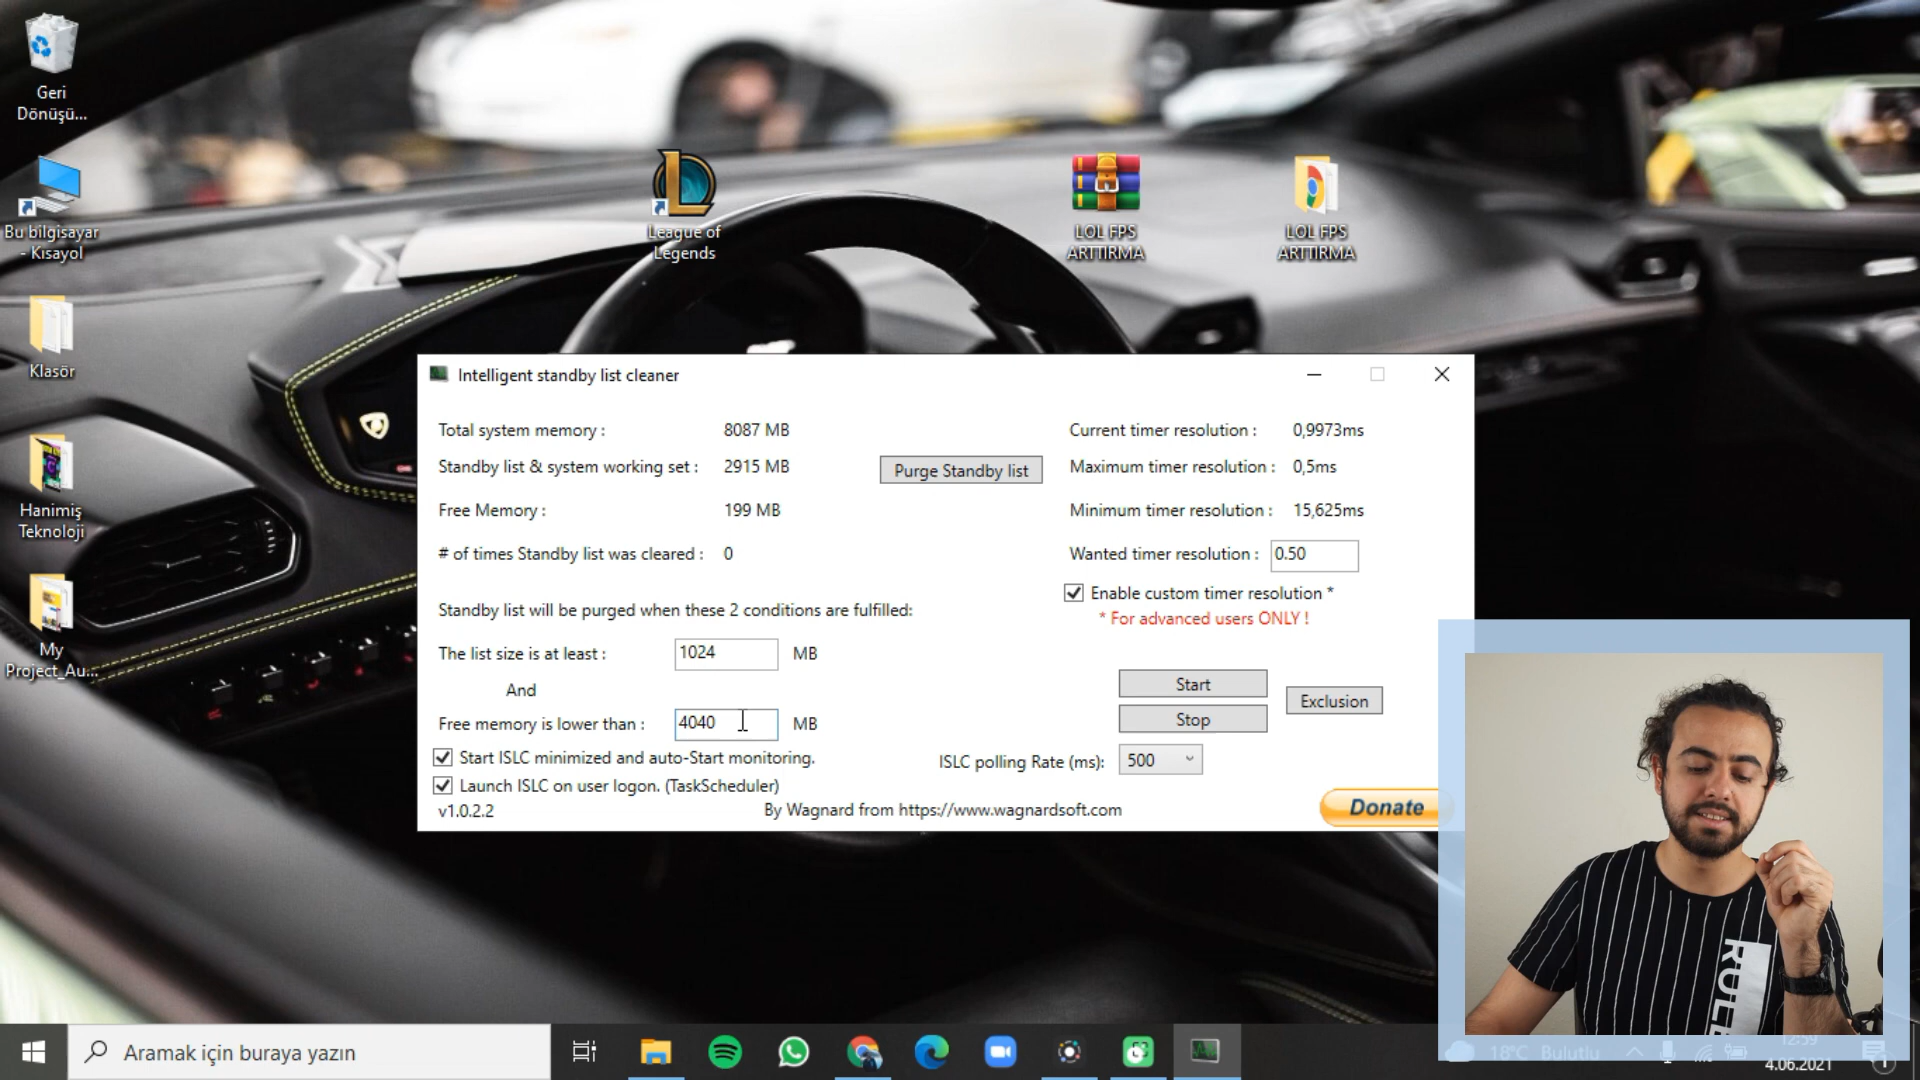 Geri
Dönüşü...
Bu bilgisayar
- Kısayol
Klasör
Hanimiş
Teknoloji
My
Project_Au...
League of
Legends
LOL FPS
ARTTIRMA
LOL FPS
ARTTIRMA
Intelligent standby list cleaner
Total system memory : 8087 MB
Standby list & system working set : 2915 MB
Purge Standby list
Free Memory : 199 MB
# of times Standby list was cleared : 0
Current timer resolution : 0,9973ms
Maximum timer resolution : 0,5ms
Minimum timer resolution : 15,625ms
Wanted timer resolution : 0.50
Enable custom timer resolution *
* For advanced users ONLY !
Standby list will be purged when these 2 conditions are fulfilled:
The list size is at least : 1024 MB
And
Free memory is lower than : 4040 MB
Start ISLC minimized and auto-Start monitoring.
Launch ISLC on user logon. (TaskScheduler)
v1.0.2.2
Start
Stop
Exclusion
ISLC polling Rate (ms): 500
By Wagnard from https://www.wagnardsoft.com
Donate
RULE
Aramak için buraya yazın
18°C Bulutlu
12:59
4.06.2021
1